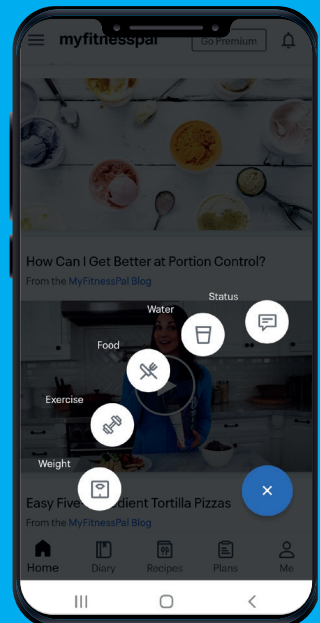 myfitnesspal
Go Premium
How Can I Get Better at Portion Control?
From the MyFitnessPal Blog
Status
Water
Food
Exercise
Weight
Easy Five-Ingredient Tortilla Pizzas
From the MyFitnessPal Blog
Home Diary Recipes Plans Me